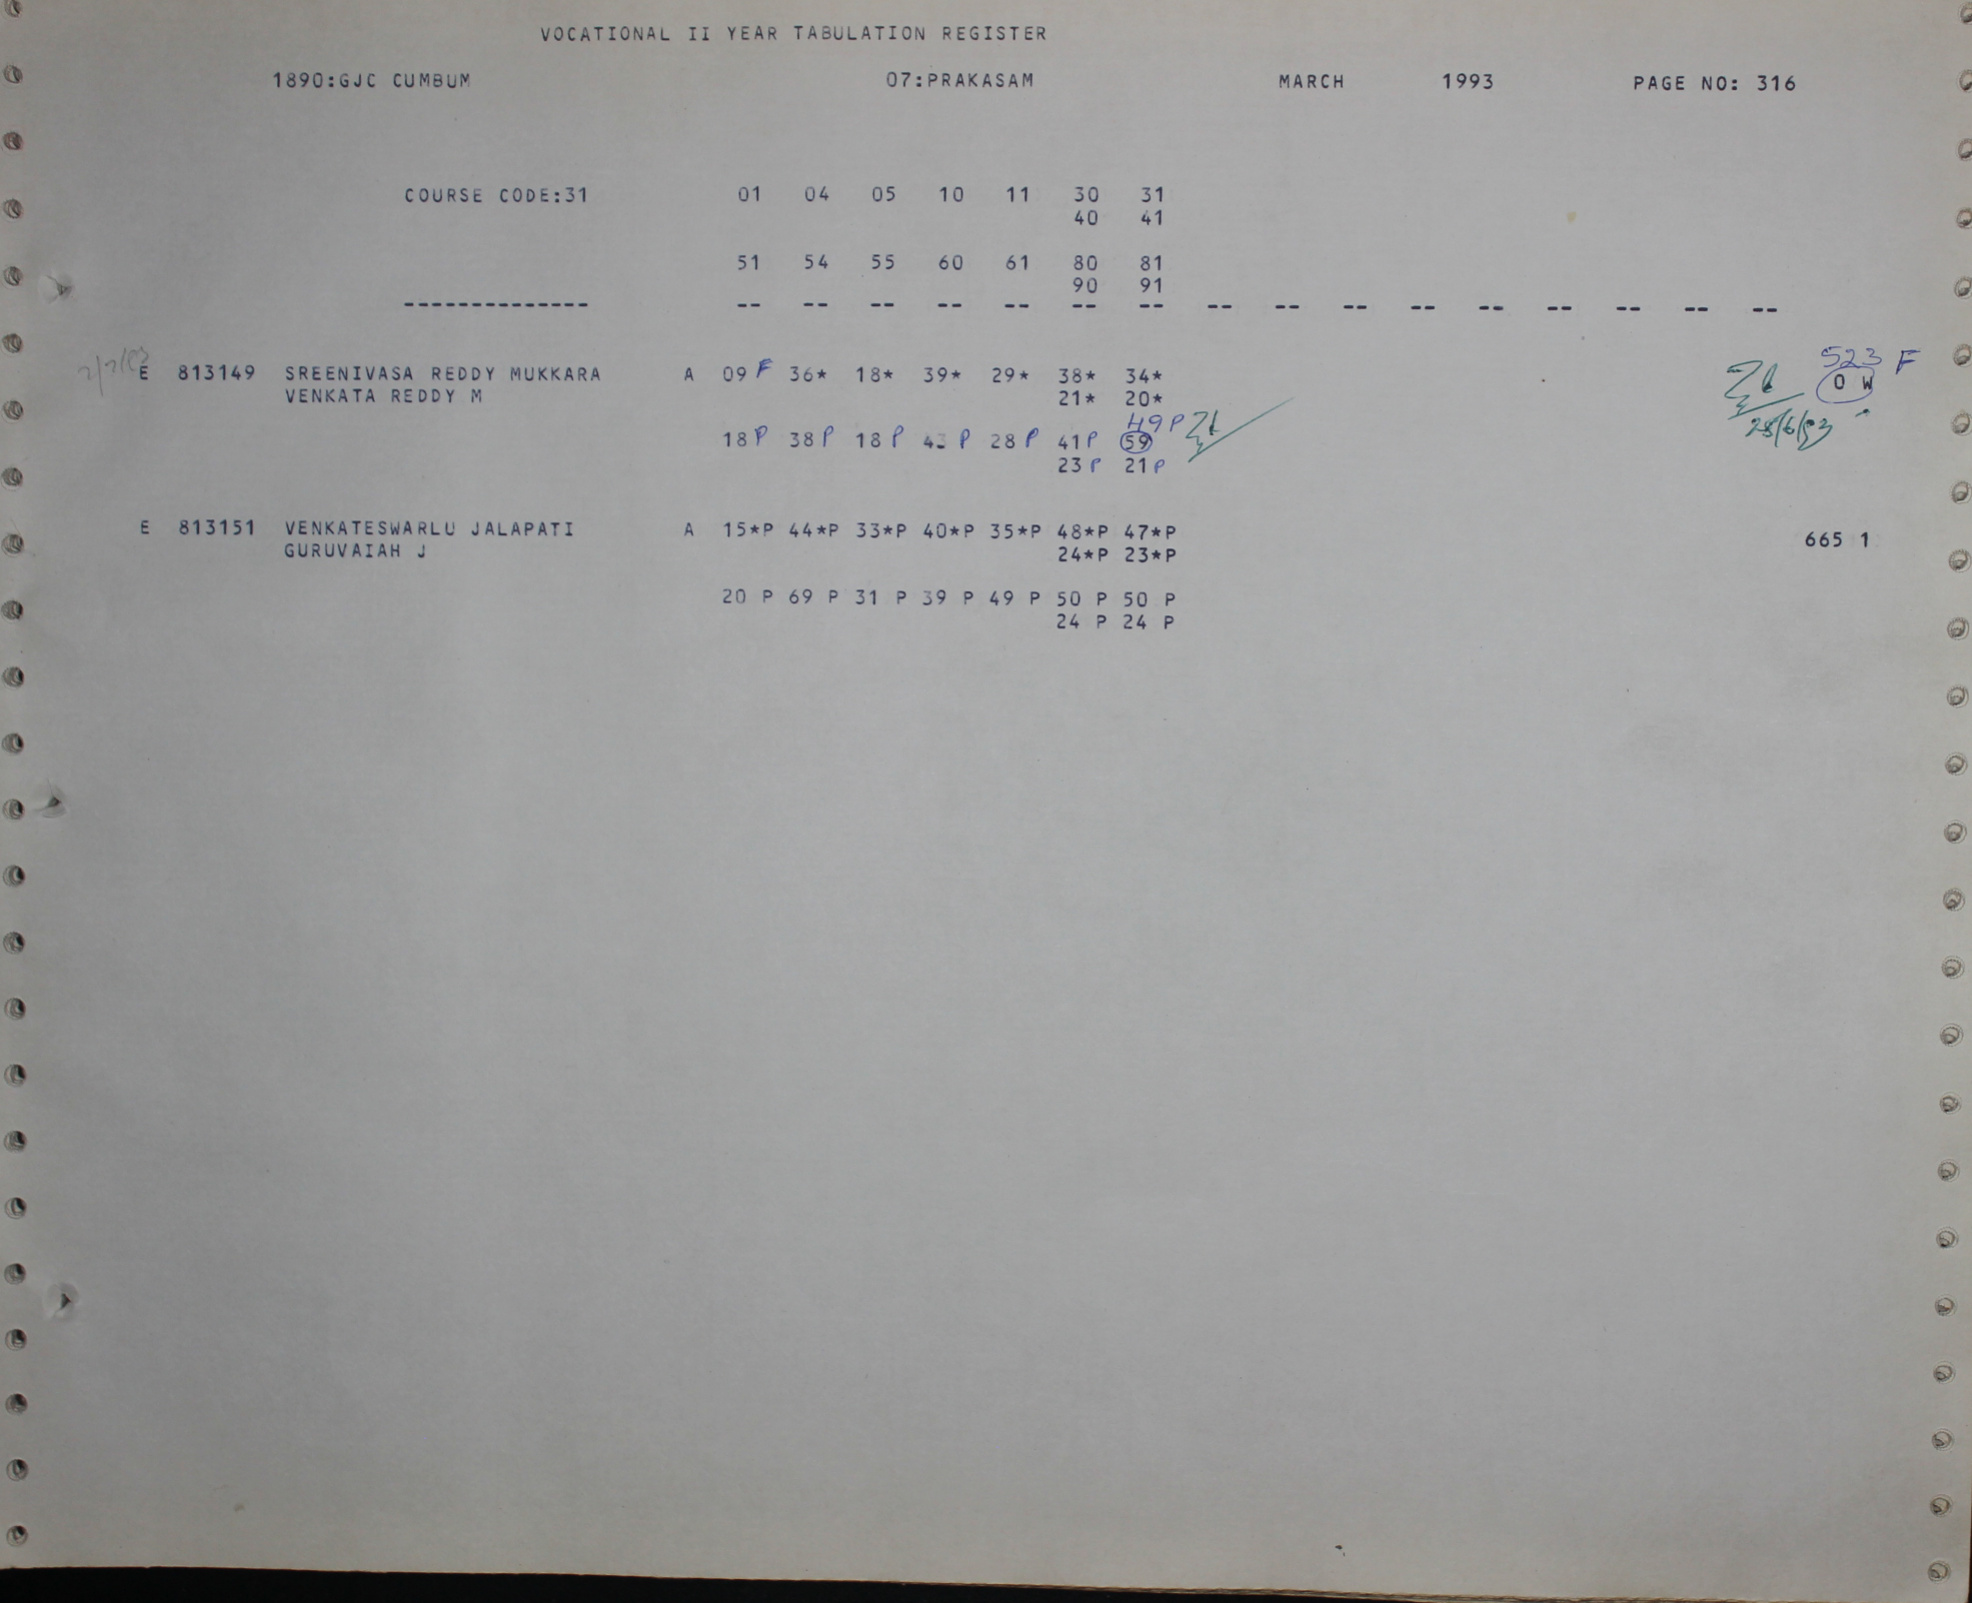 VOCATIONAL II YEAR TABULATION REGISTER
1890:GJC CUMBUM 07:PRAKASAM MARCH 1993 PAGE NO: 316
COURSE CODE:31 01 04 05 10 11 30 31
40 41
51 54 55 60 61 80 81
90 91
-------------- -- -- -- -- -- -- -- -- -- -- -- -- -- -- -- --
523 F
E 813149 SREENIVASA REDDY MUKKARA A 09 F 36* 18* 39* 29* 38* 34* O W
VENKATA REDDY M 21* 20*
49 P 28/6/93
18 P 38 P 18 P 43 P 28 P 41 P 59
23 P 21 P
E 813151 VENKATESWARLU JALAPATI A 15*P 44*P 33*P 40*P 35*P 48*P 47*P 665 1
GURUVAIAH J 24*P 23*P
20 P 69 P 31 P 39 P 49 P 50 P 50 P
24 P 24 P